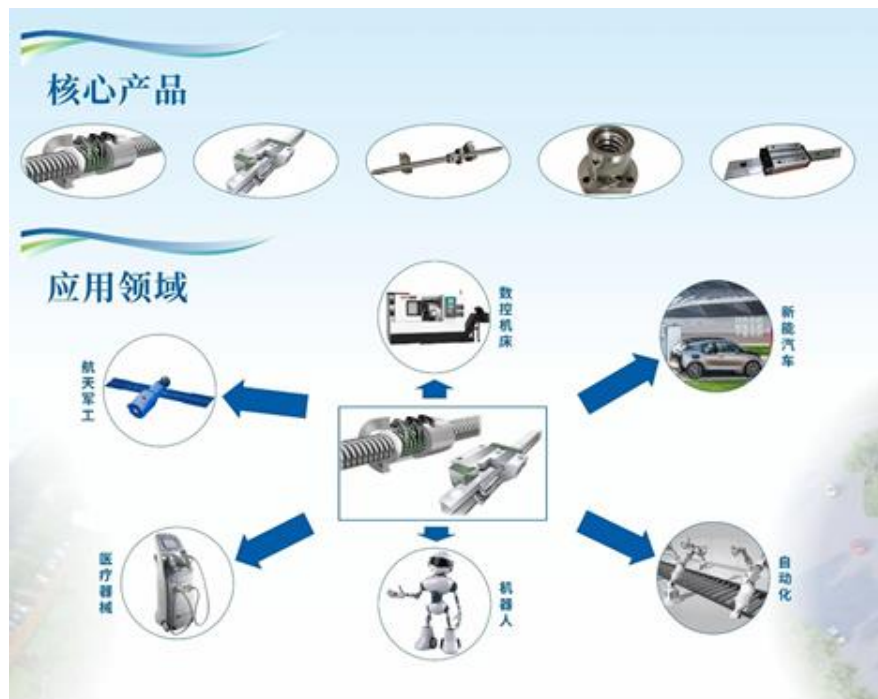 核心产品
应用领域
数控机床
新能汽车
航天军工
医疗器械
机器人
自动化